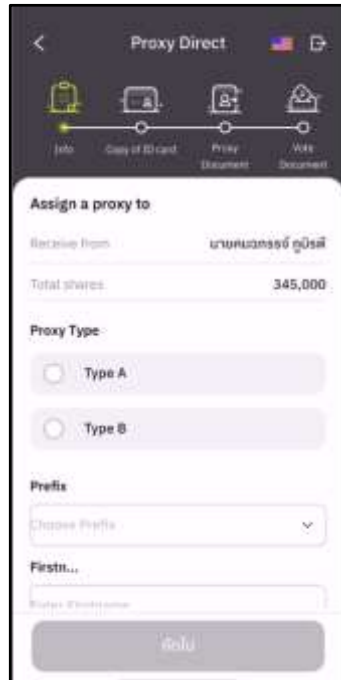 Proxy Direct
Info
Copy of ID card
Proxy Document
Vote Document
Assign a proxy to
Receive from
Total shares 345,000
Proxy Type
Type A
Type B
Prefix
Choose Prefix
Firstn...
Enter Firstname
ถัดไป